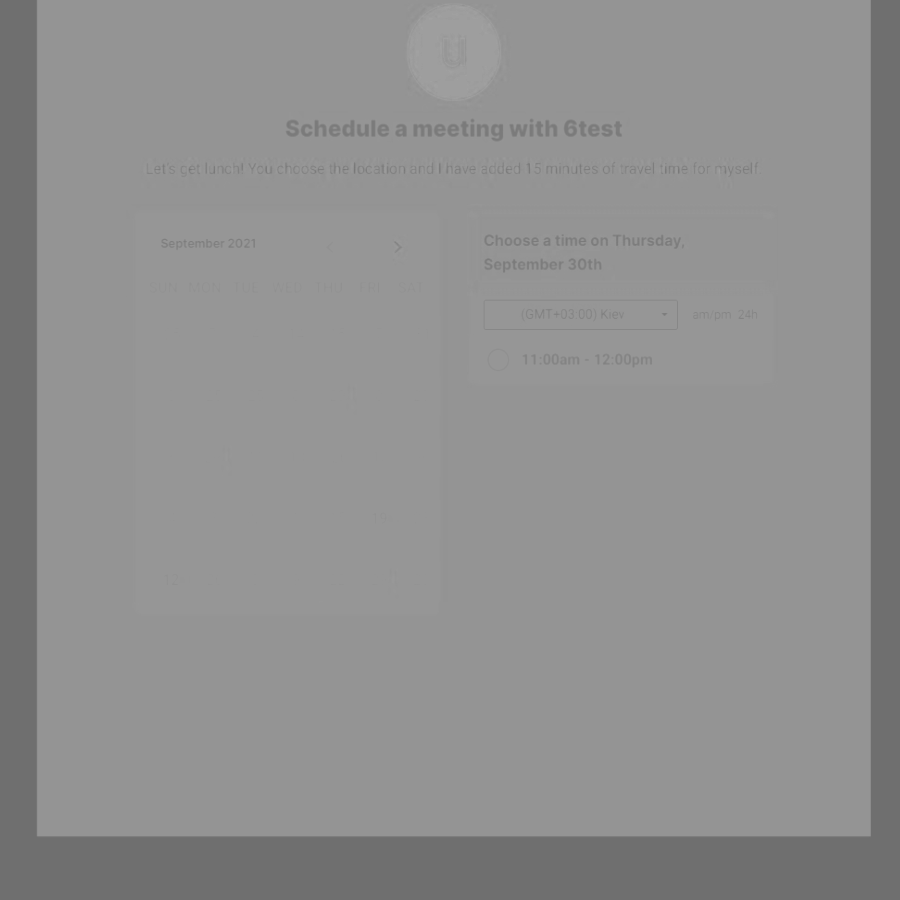 Schedule a meeting with 6test
Let's get lunch! You choose the location and I have added 15 minutes of travel time for myself
September 2021
SUN MON TUE WED THU FRI SAT
Choose a time on Thursday,
September 30th
(GMT+03:00) Kiev
am/pm 24h
11:00am - 12:00pm